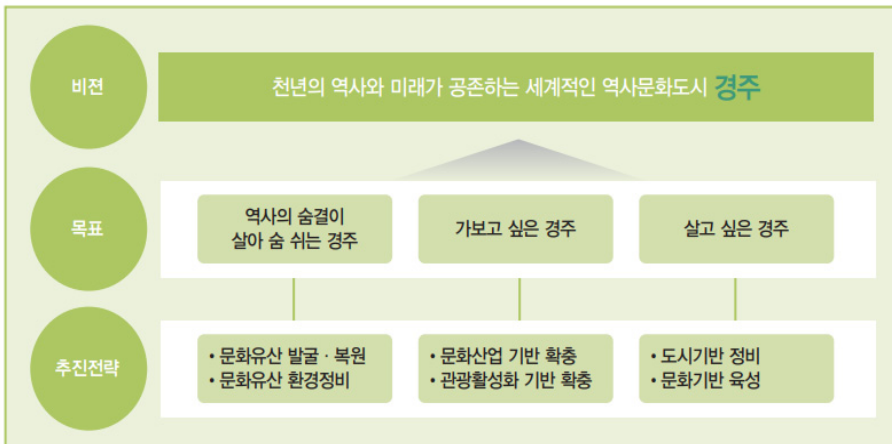 비젼
천년의 역사와 미래가 공존하는 세계적인 역사문화도시 경주
목표
역사의 숨결이
살아 숨 쉬는 경주
가보고 싶은 경주
살고 싶은 경주
추진전략
• 문화유산 발굴 · 복원
• 문화유산 환경정비
• 문화산업 기반 확충
• 관광활성화 기반 확충
• 도시기반 정비
• 문화기반 육성